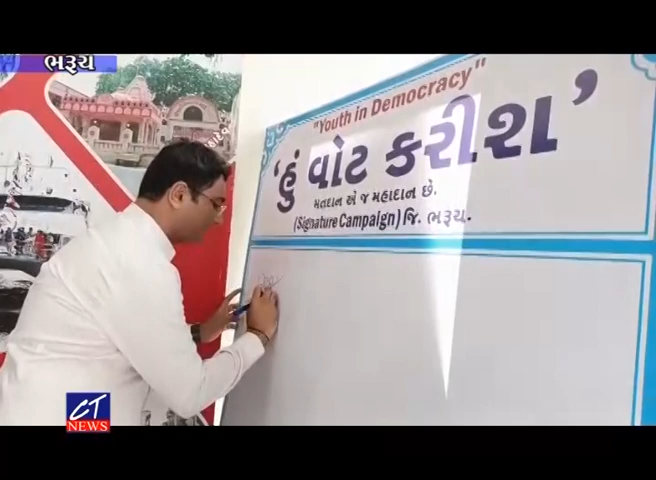 ભરૂચ
"Youth in Democracy"
'હું વોટ કરીશ'
મતદાન એ જ મહાદાન છે.
(Signature Campaign) જિ. ભરૂચ.
CT
NEWS